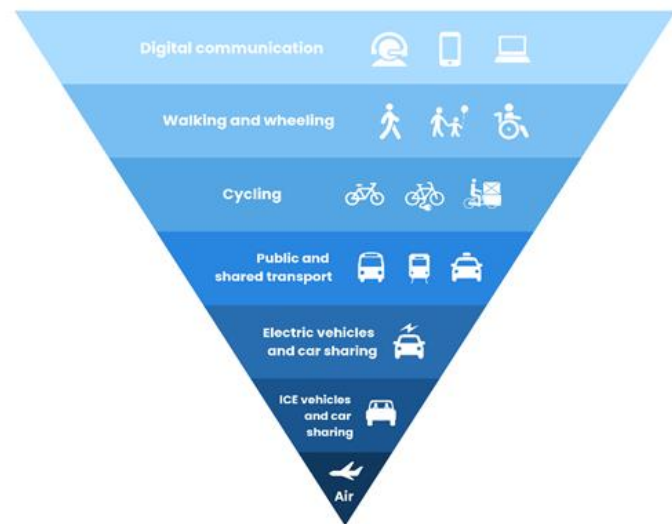 Digital communication
Walking and wheeling
Cycling
Public and
shared transport
Electric vehicles
and car sharing
ICE vehicles
and car
sharing
Air